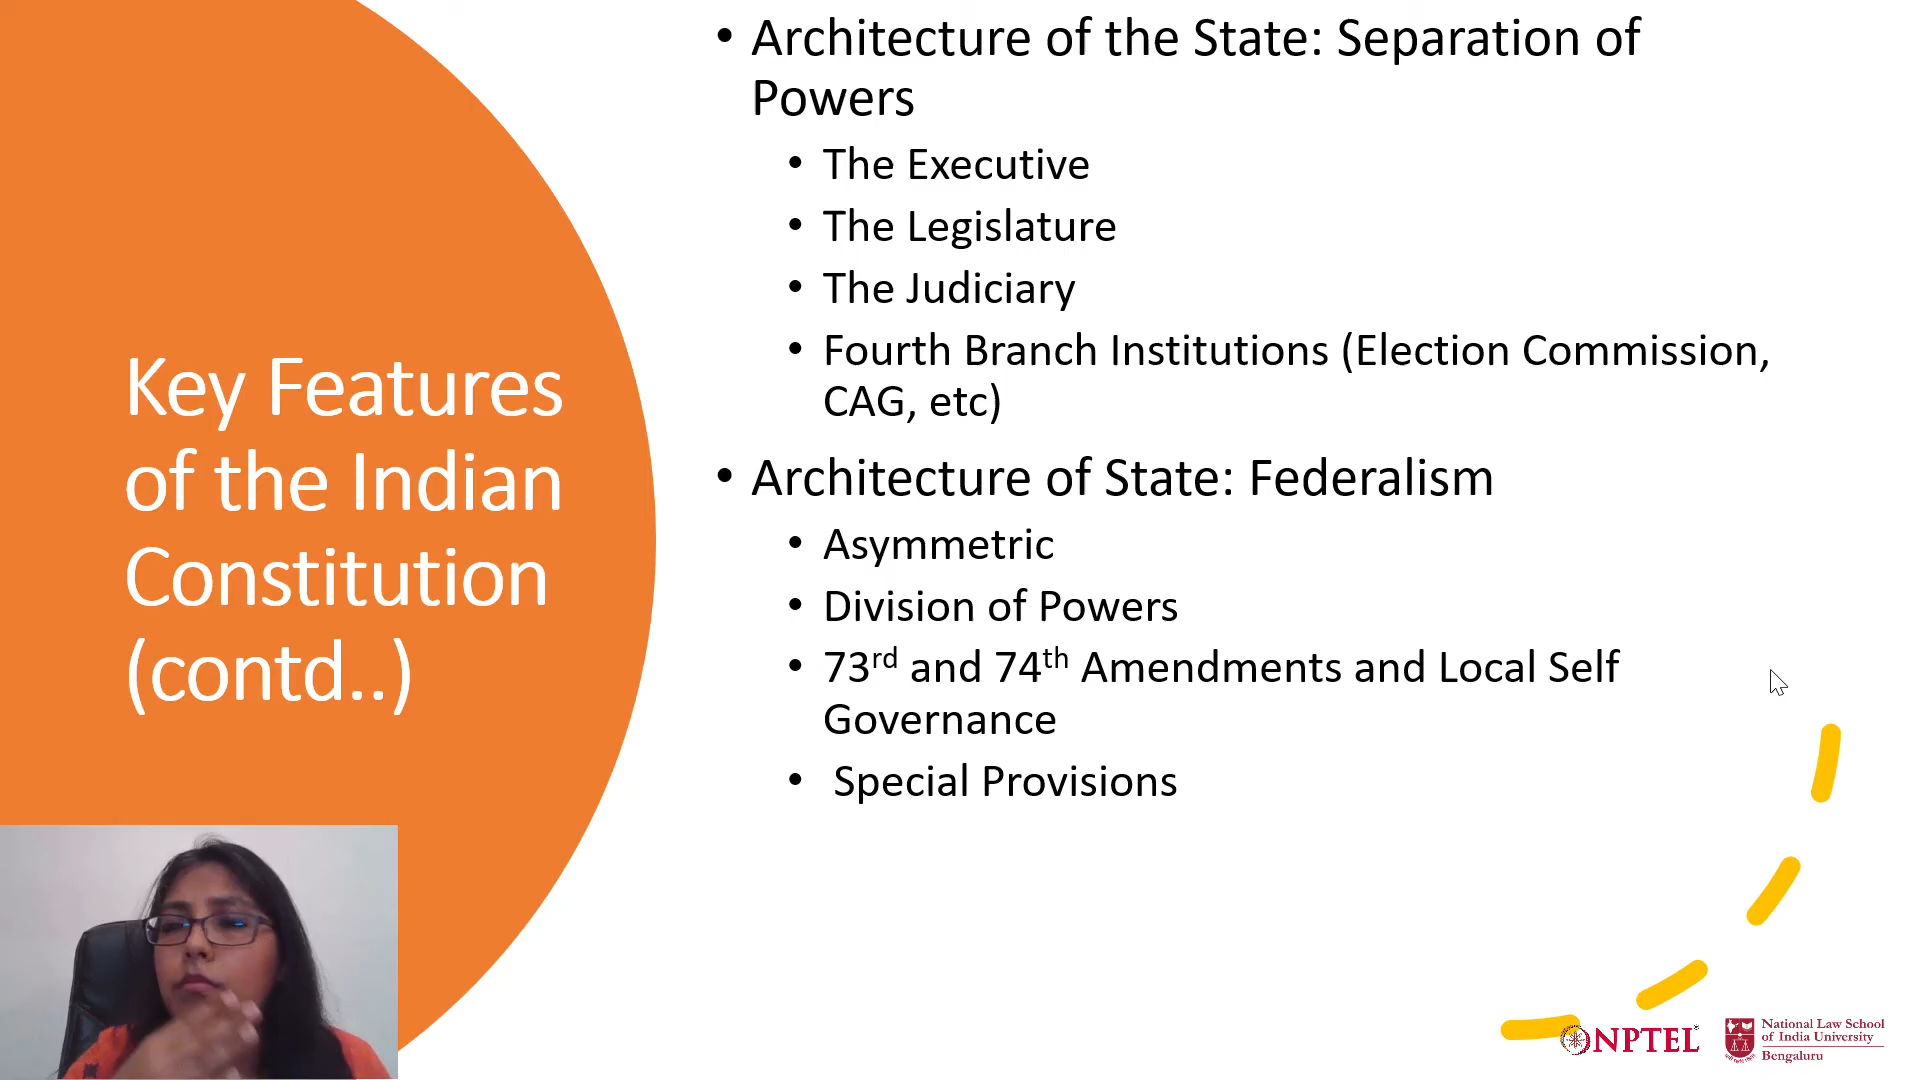 Key Features
of the Indian
Constitution
(contd..)
• Architecture of the State: Separation of
Powers
• The Executive
• The Legislature
• The Judiciary
• Fourth Branch Institutions (Election Commission,
CAG, etc)
• Architecture of State: Federalism
• Asymmetric
• Division of Powers
• 73rd and 74th Amendments and Local Self
Governance
• Special Provisions
NPTEL
National Law School
of India University
Bengaluru